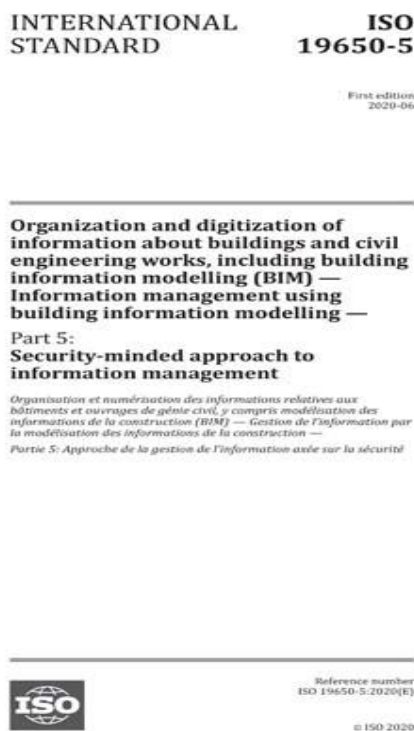 INTERNATIONAL STANDARD
ISO 19650-5
First edition
2020-06
Organization and digitization of
information about buildings and civil
engineering works, including building
information modelling (BIM) —
Information management using
building information modelling —
Part 5:
Security-minded approach to
information management
Organisation et numérisation des informations relatives aux
bâtiments et ouvrages de génie civil, y compris modélisation des
informations de la construction (BIM) — Gestion de l'information par
la modélisation des informations de la construction —
Partie 5: Approche de la gestion de l'information axée sur la sécurité
ISO
Reference number
ISO 19650-5:2020(E)
© ISO 2020